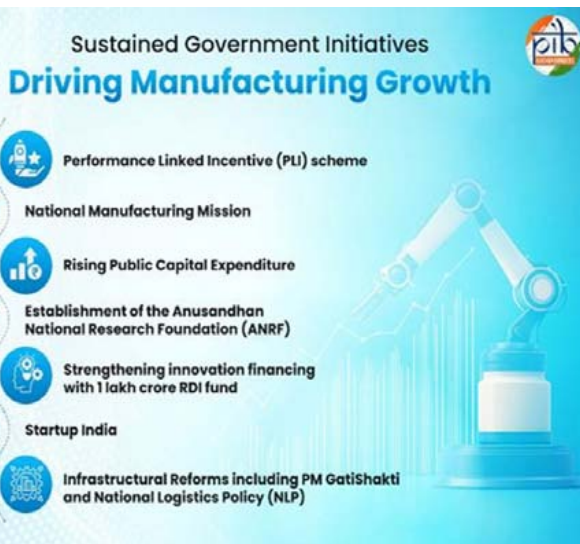 Sustained Government Initiatives
Driving Manufacturing Growth
pib
Performance Linked Incentive (PLI) scheme
National Manufacturing Mission
Rising Public Capital Expenditure
Establishment of the Anusandhan
National Research Foundation (ANRF)
Strengthening innovation financing
with 1 lakh crore RDI fund
Startup India
Infrastructural Reforms including PM GatiShakti
and National Logistics Policy (NLP)